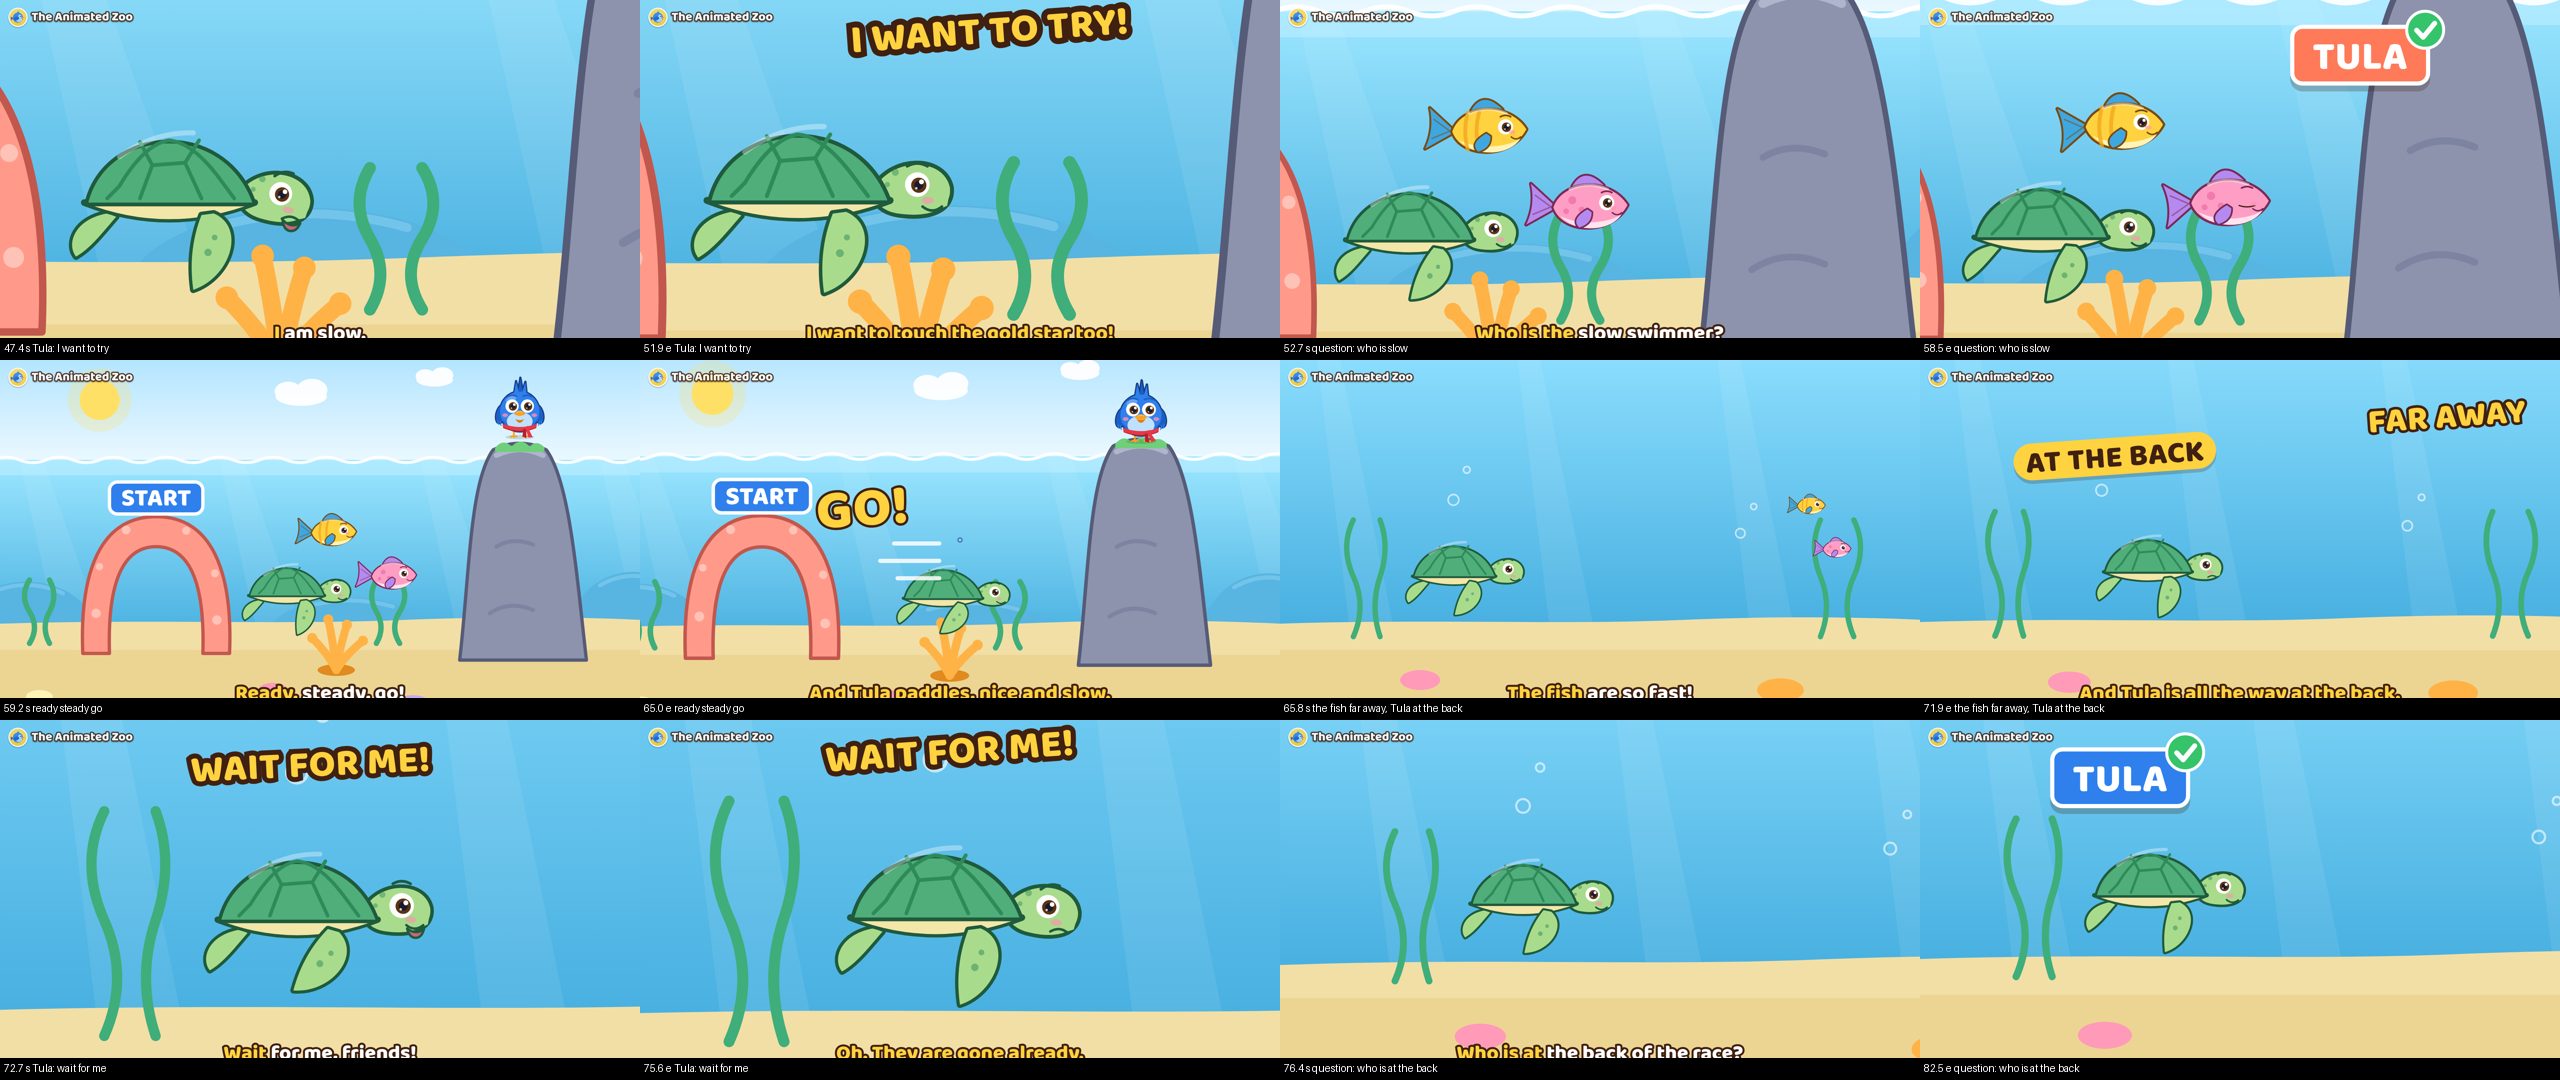 The Animated Zoo
I am slow.
47.4 s Tula: I want to try
The Animated Zoo
I WANT TO TRY!
I want to touch the gold star too!
51.9 e Tula: I want to try
The Animated Zoo
Who is the slow swimmer?
52.7 s question: who is slow
The Animated Zoo
TULA
58.5 e question: who is slow
The Animated Zoo
START
Ready, steady, go!
59.2 s ready steady go
The Animated Zoo
START
GO!
And Tula paddles, nice and slow.
65.0 e ready steady go
The Animated Zoo
The fish are so fast!
65.8 s the fish far away, Tula at the back
The Animated Zoo
FAR AWAY
AT THE BACK
And Tula is all the way at the back.
71.9 e the fish far away, Tula at the back
The Animated Zoo
WAIT FOR ME!
Wait for me, friends!
72.7 s Tula: wait for me
The Animated Zoo
WAIT FOR ME!
Oh. They are gone already.
75.6 e Tula: wait for me
The Animated Zoo
Who is at the back of the race?
76.4 s question: who is at the back
The Animated Zoo
TULA
82.5 e question: who is at the back